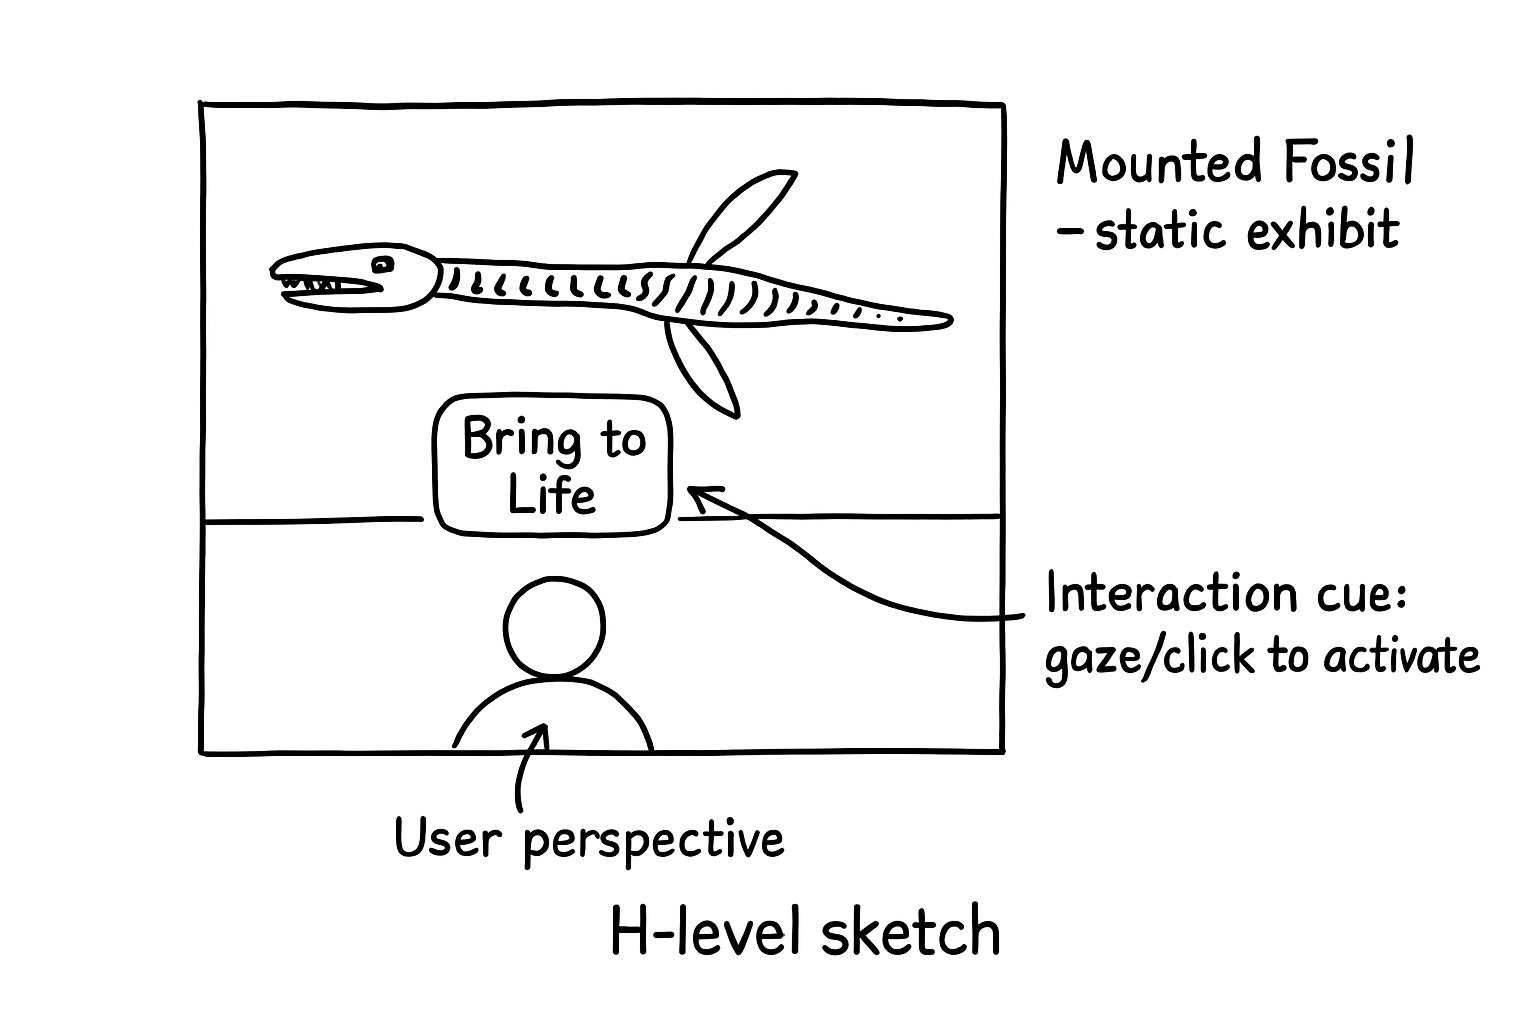 Mounted Fossil
– static exhibit
Bring to
Life
Interaction cue:
gaze/click to activate
User perspective
H-level sketch